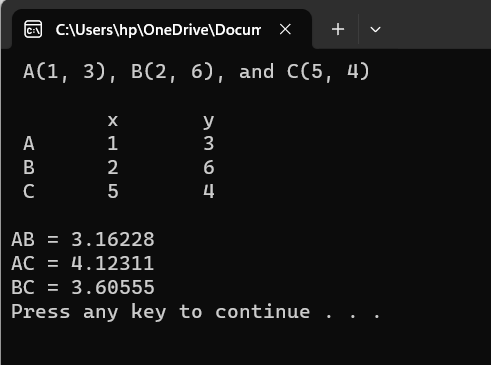 C:\Users\hp\OneDrive\Docum
A(1, 3), B(2, 6), and C(5, 4)
x y
A 1 3
B 2 6
C 5 4
AB = 3.16228
AC = 4.12311
BC = 3.60555
Press any key to continue . . .